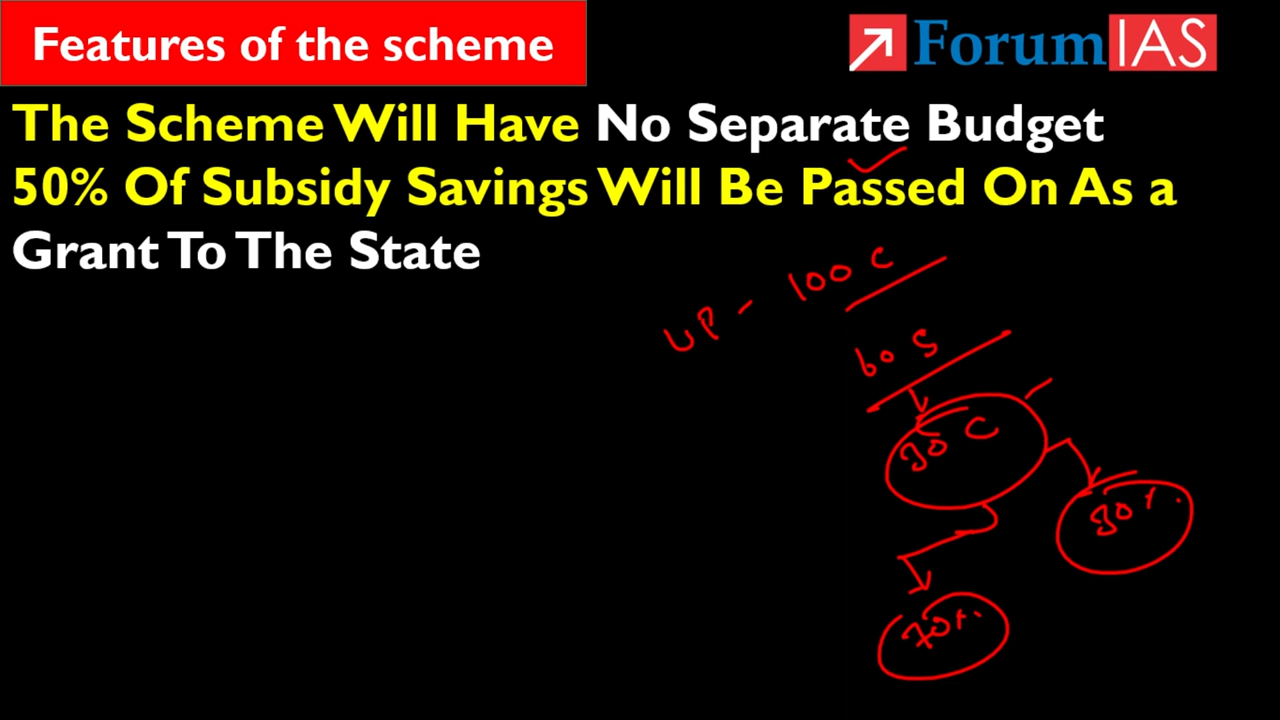 Features of the scheme
ForumIAS
The Scheme Will Have No Separate Budget
50% Of Subsidy Savings Will Be Passed On As a
Grant To The State
UP - 100 C
60 S
30 C
30%.
70%.